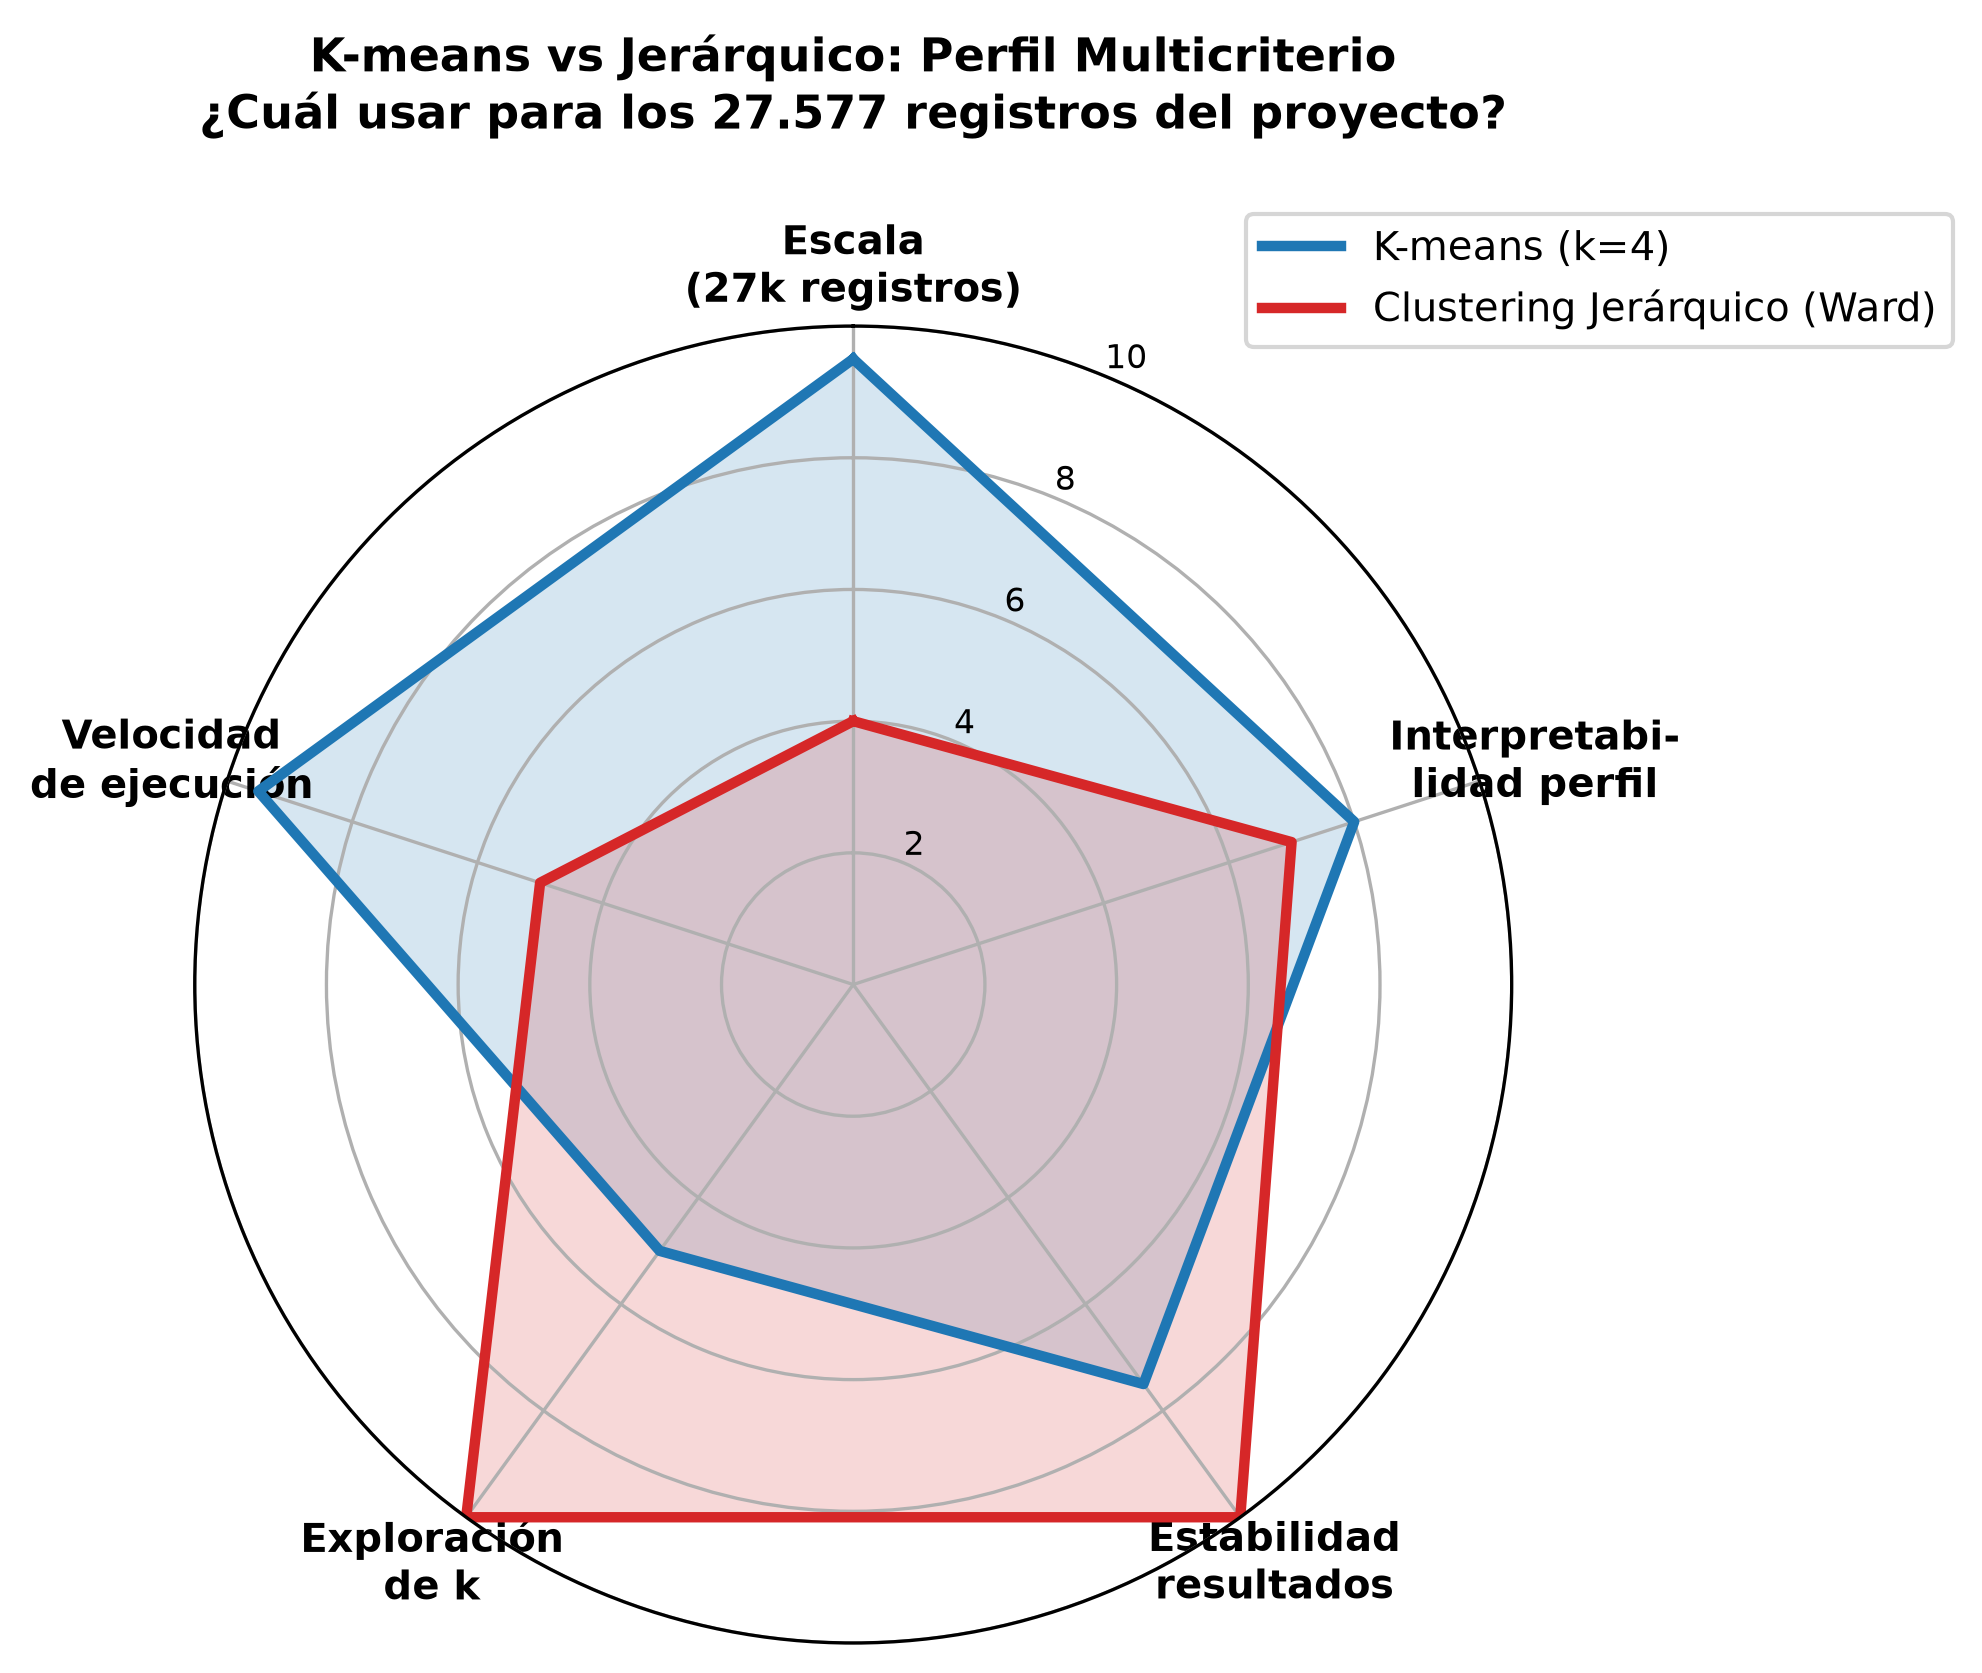 K-means vs Jerárquico: Perfil Multicriterio
¿Cuál usar para los 27.577 registros del proyecto?
K-means (k=4)
Clustering Jerárquico (Ward)
Escala
(27k registros)
10
8
6
4
2
Velocidad
de ejecución
Interpretabi-
lidad perfil
Exploración
de k
Estabilidad
resultados